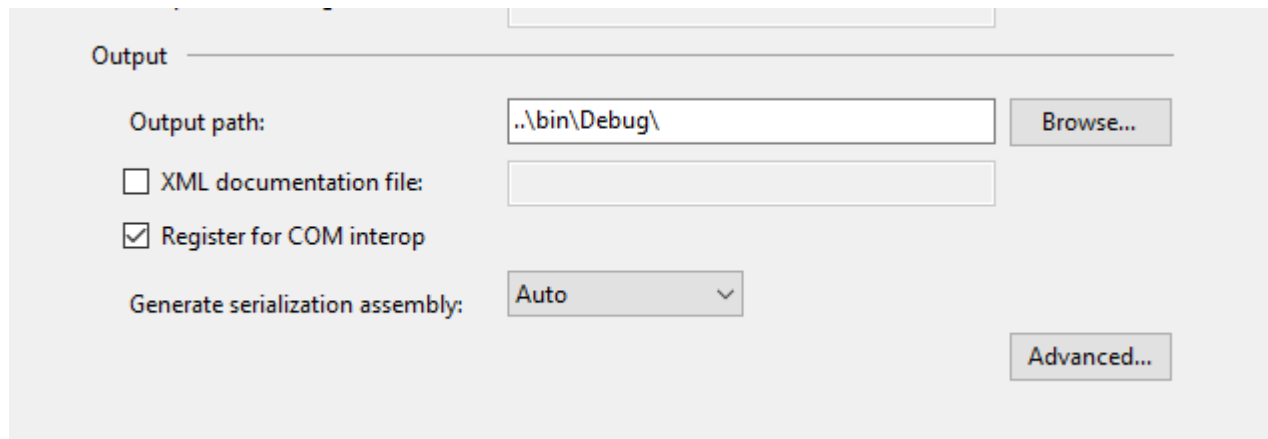 Output
Output path:
..\bin\Debug\
Browse...
XML documentation file:
Register for COM interop
Generate serialization assembly:
Auto
Advanced...